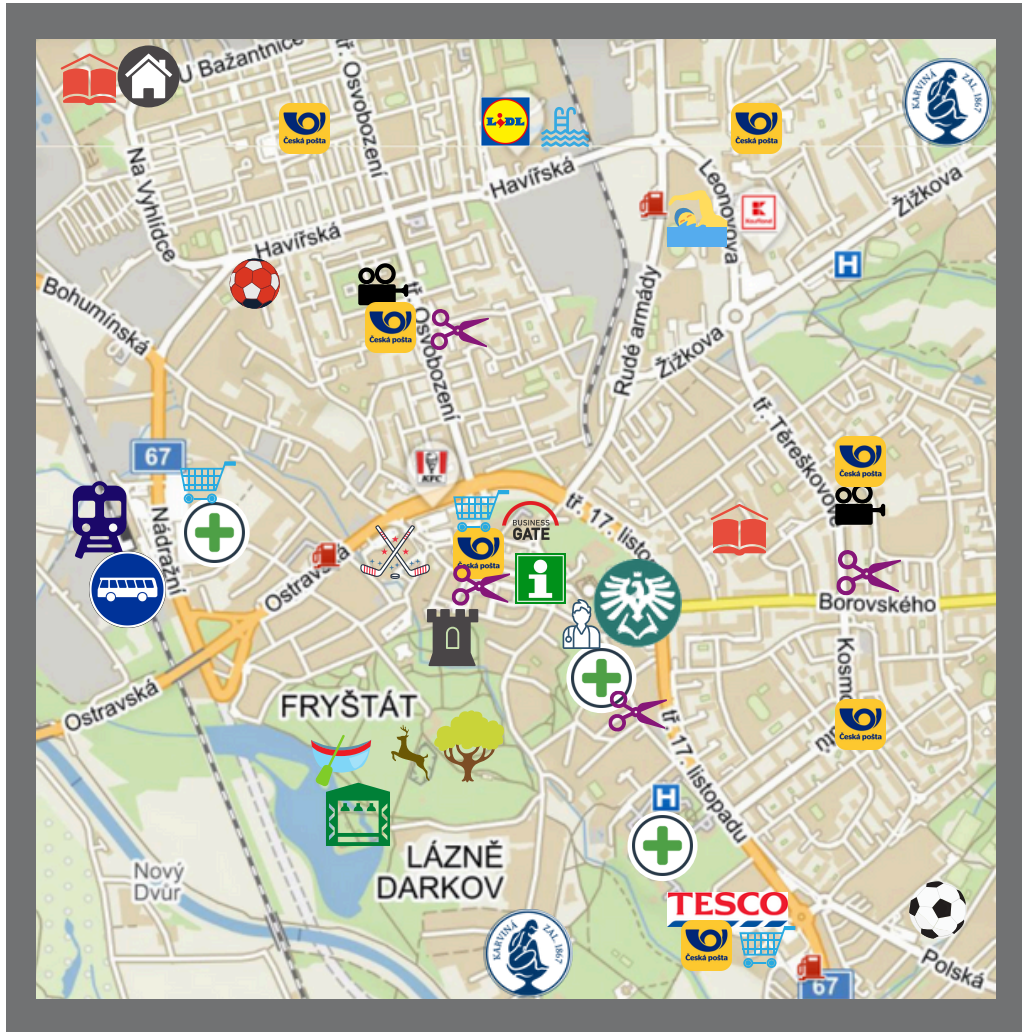 U Bažantnice
tř. Osvobození
KARVINÁ ZAL. 1867
Česká pošta
LIDL
Česká pošta
Na Vyhlídce
Havířská
Leonovova
Žižkova
K
Kaufland
Havířská
H
Bohumínská
Česká pošta
tř. Osvobození
Rudé armády
Žižkova
tř. Těreškovové
67
KFC
Česká pošta
Nádražní
BUSINESS
GATE
tř. 17. listo
Česká pošta
i
Ostravská
Borovského
Kosmo
Ostravská
FRYŠTÁT
Česká pošta
tř. 17. listopadu
H
LÁZNĚ
DARKOV
Nový
Dvůr
TESCO
Česká pošta
KARVINÁ ZAL. 1867
Polská
67